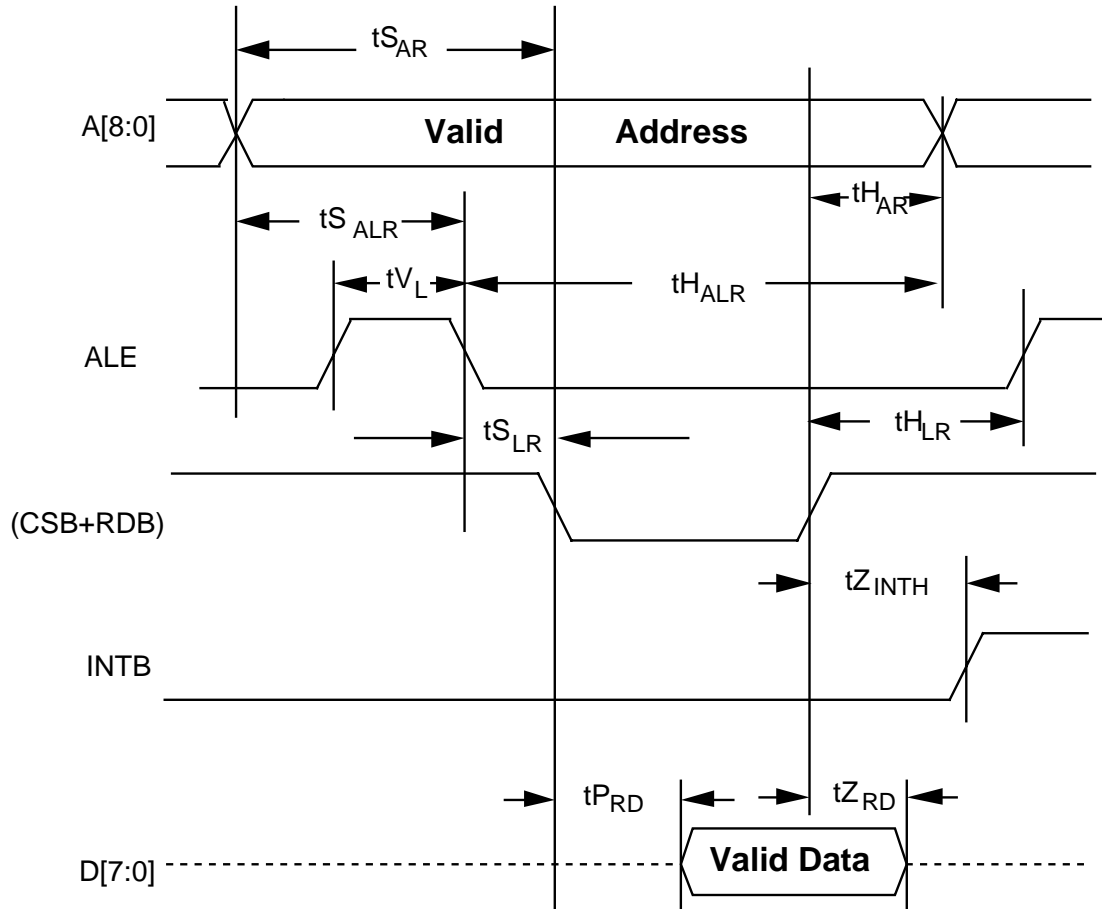 tSAR
A[8:0]
Valid Address
tHAR
tSALR
tVL
tHALR
ALE
tSLR
tHLR
(CSB+RDB)
tZINTH
INTB
tPRD
tZRD
Valid Data
D[7:0]